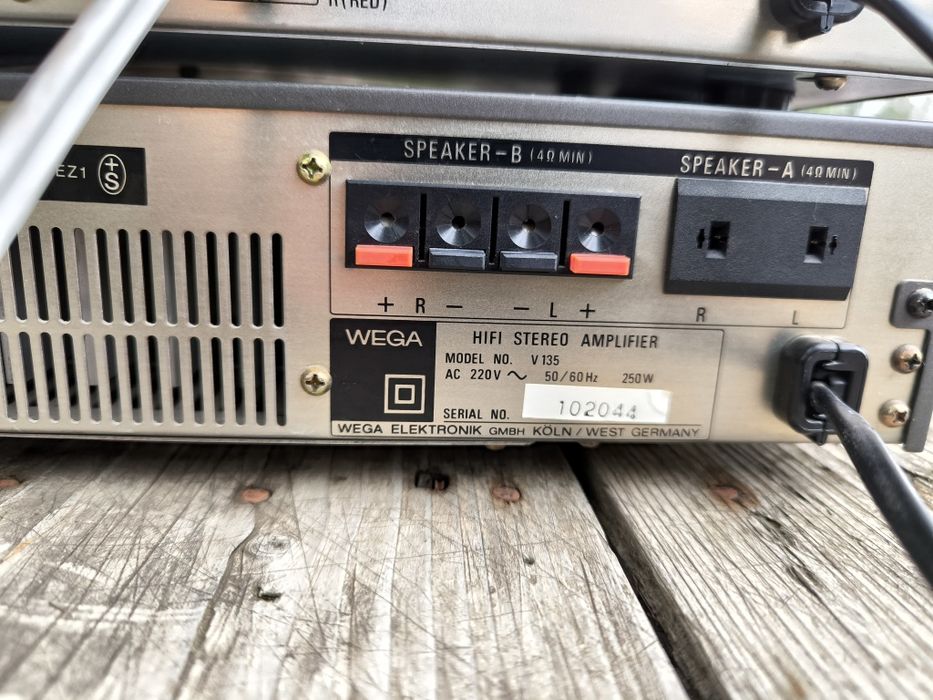 R(RED)
SPEAKER-B (4Ω MIN)
SPEAKER-A (4Ω MIN)
EZ1 +S
+ R - - L +
R L
WEGA
HIFI STEREO AMPLIFIER
MODEL NO. V135
AC 220V ~ 50/60Hz 250W
SERIAL NO. 102044
WEGA ELEKTRONIK GMBH KÖLN/WEST GERMANY